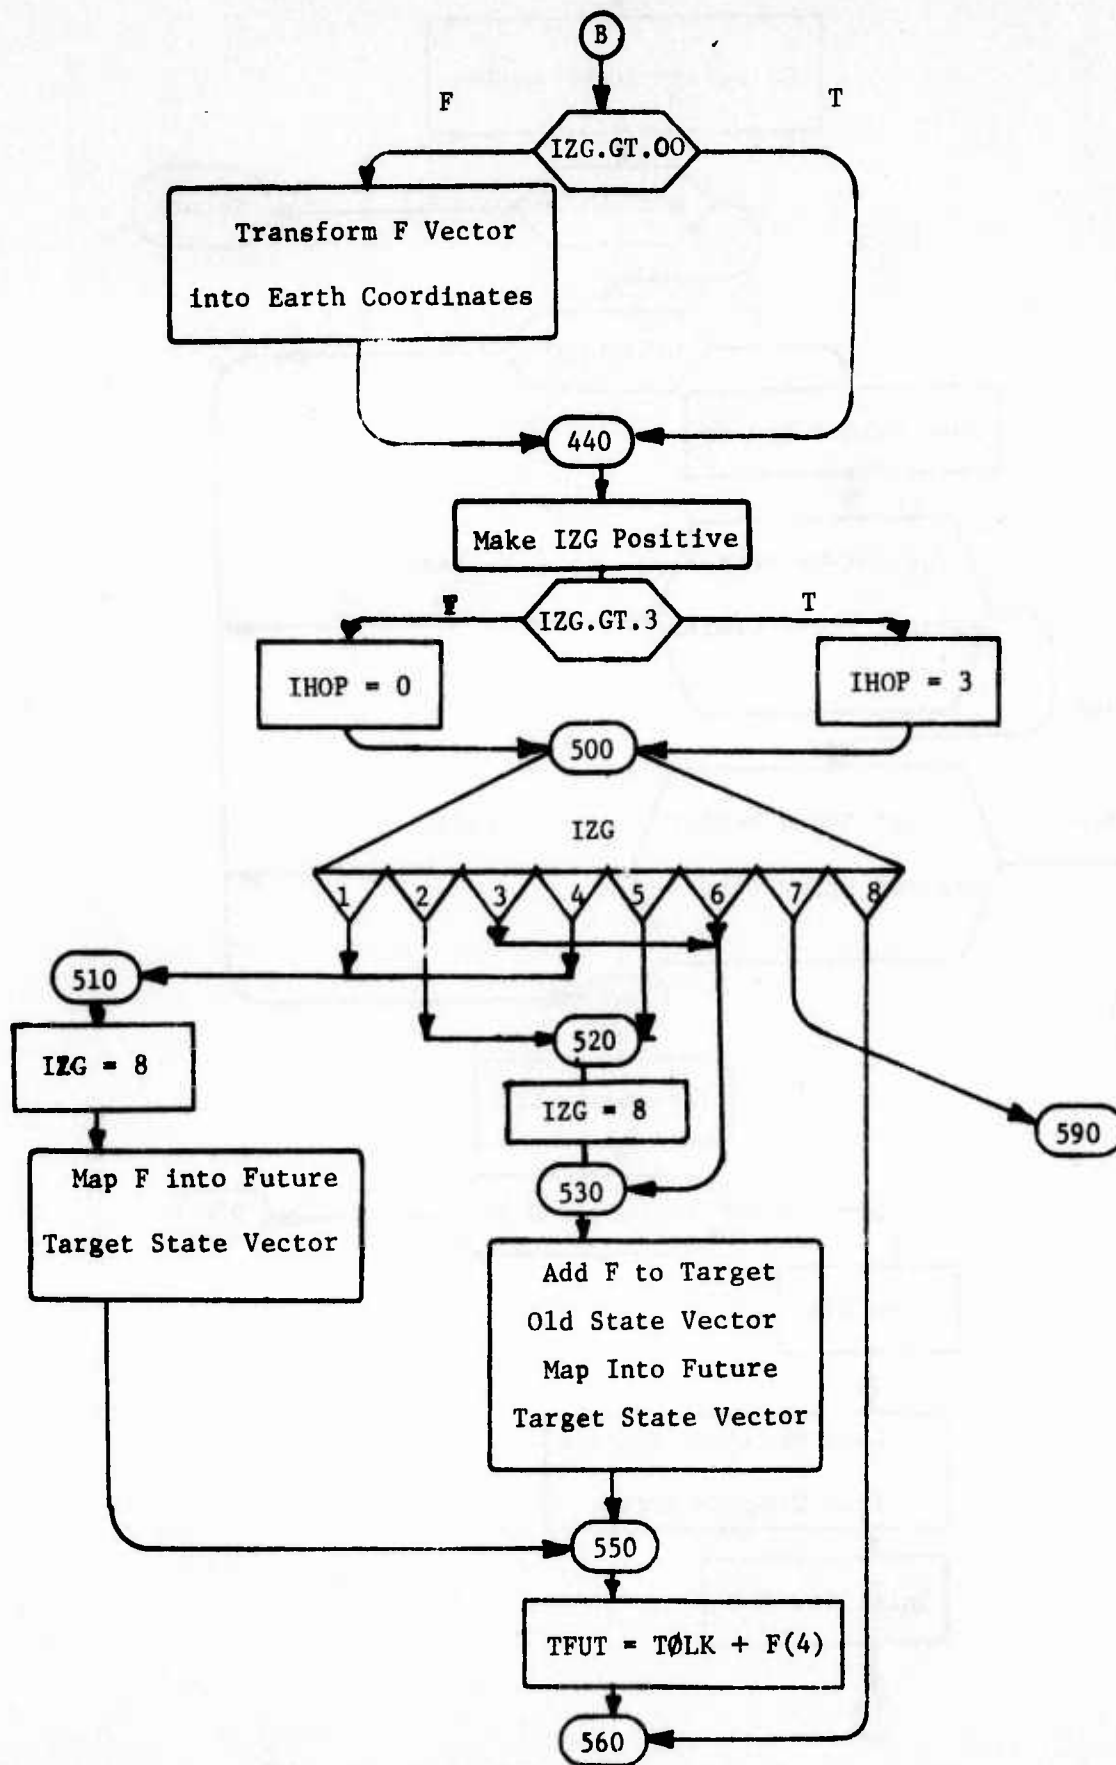 B
F
T
IZG.GT.00
Transform F Vector
into Earth Coordinates
440
Make IZG Positive
F
T
IZG.GT.3
IHOP = 0
IHOP = 3
500
IZG
1 2 3 4 5 6 7 8
510
520
IZG = 8
IZG = 8
590
530
Map F into Future
Target State Vector
Add F to Target
Old State Vector
Map Into Future
Target State Vector
550
TFUT = TØLK + F(4)
560